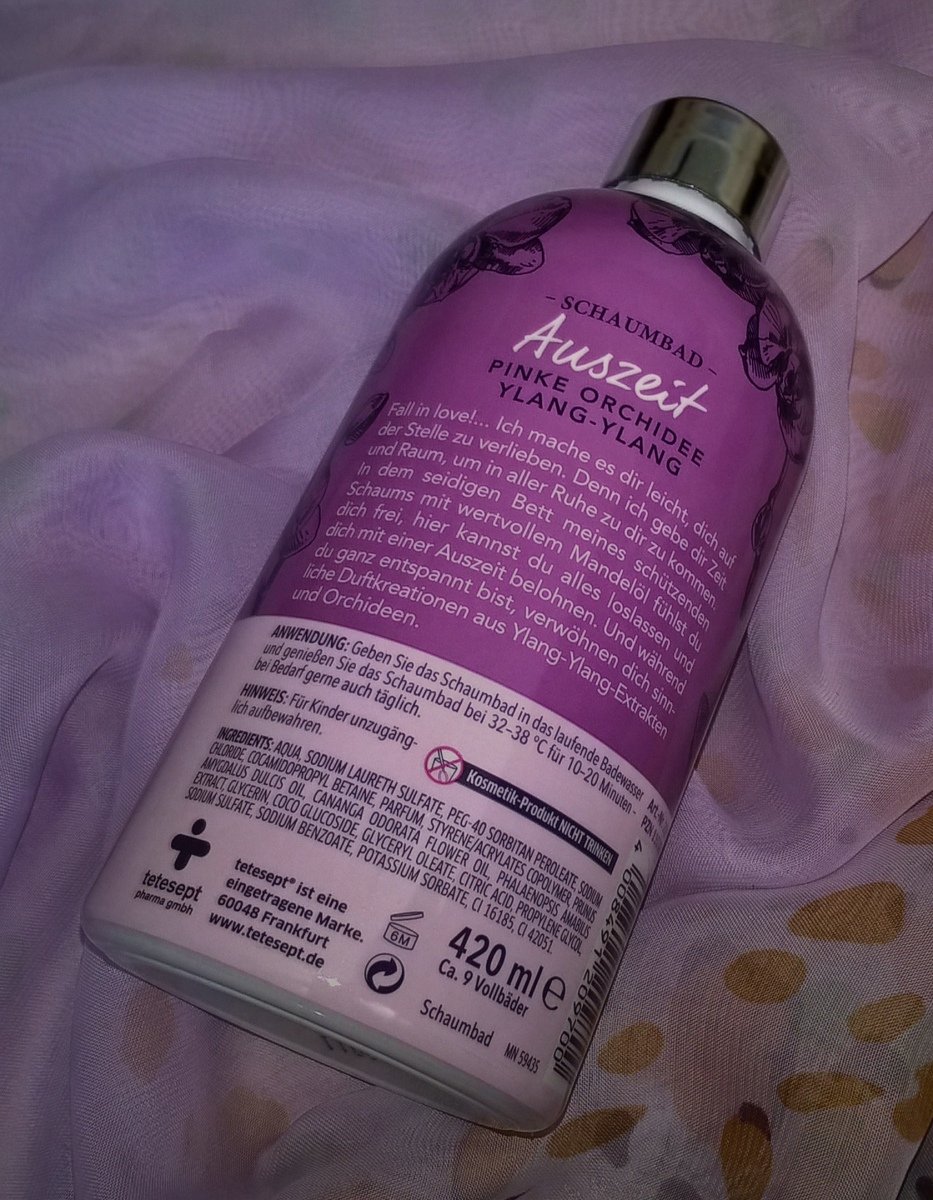 - SCHAUMBAD -
Auszeit
PINKE ORCHIDEE
YLANG-YLANG
Fall in love!... Ich mache es dir leicht, dich auf
der Stelle zu verlieben. Denn ich gebe dir Zeit
und Raum, um in aller Ruhe zu dir zu kommen.
In dem seidigen Bett meines schützenden
Schaums mit wertvollem Mandelöl fühlst du
dich frei, hier kannst du alles loslassen und
dich mit einer Auszeit belohnen. Und während
du ganz entspannt bist, verwöhnen dich sinn-
liche Duftkreationen aus Ylang-Ylang-Extrakten
und Orchideen.
ANWENDUNG: Geben Sie das Schaumbad in das laufende Badewasser
und genießen Sie das Schaumbad bei 32-38 °C für 10-20 Minuten -
bei Bedarf gerne auch täglich.
HINWEIS: Für Kinder unzugäng-
lich aufbewahren.
Kosmetik-Produkt NICHT TRINKEN
INGREDIENTS: AQUA, SODIUM LAURETH SULFATE, PEG-40 SORBITAN PEROLEATE, SODIUM
CHLORIDE, COCAMIDOPROPYL BETAINE, PARFUM, STYRENE/ACRYLATES COPOLYMER, PRUNUS
AMYGDALUS DULCIS OIL, CANANGA ODORATA FLOWER OIL, PHALAENOPSIS AMABILIS
EXTRACT, GLYCERIN, COCO GLUCOSIDE, GLYCERYL OLEATE, CITRIC ACID, PROPYLENE GLYCOL,
SODIUM SULFATE, SODIUM BENZOATE, POTASSIUM SORBATE, CI 16185, CI 42051.
tetesept
pharma gmbh
tetesept® ist eine
eingetragene Marke.
60048 Frankfurt
www.tetesept.de
6M
420 ml e
Ca. 9 Vollbäder
Schaumbad
MN 59435